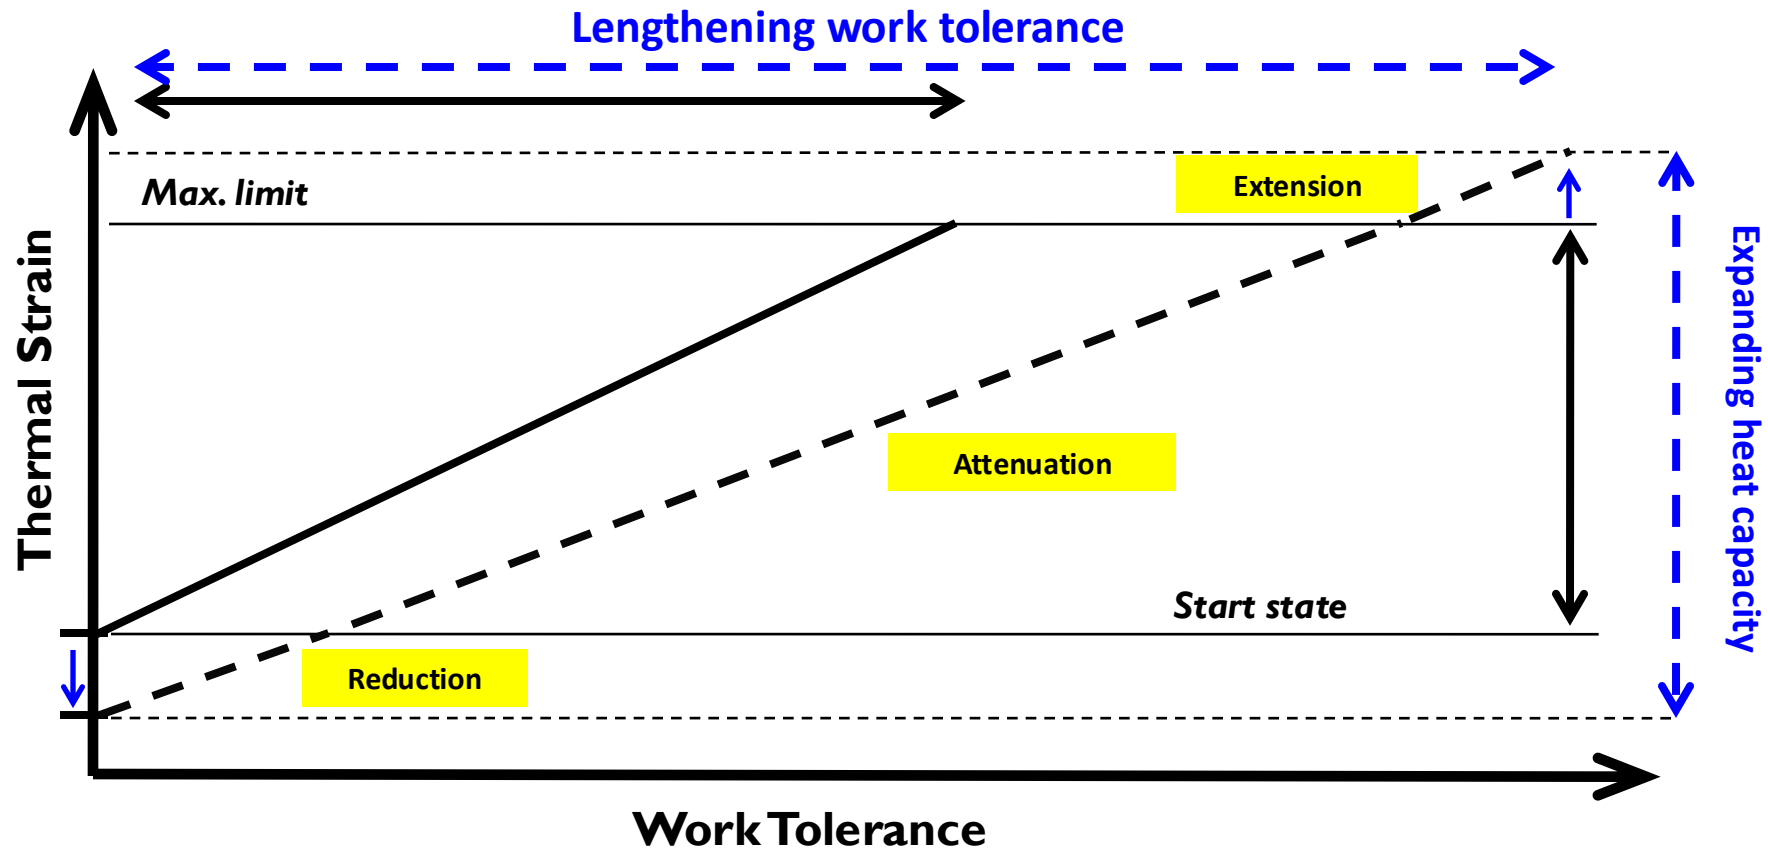 Lengthening work tolerance
Max. limit
Extension
Thermal Strain
Expanding heat capacity
Attenuation
Start state
Reduction
Work Tolerance